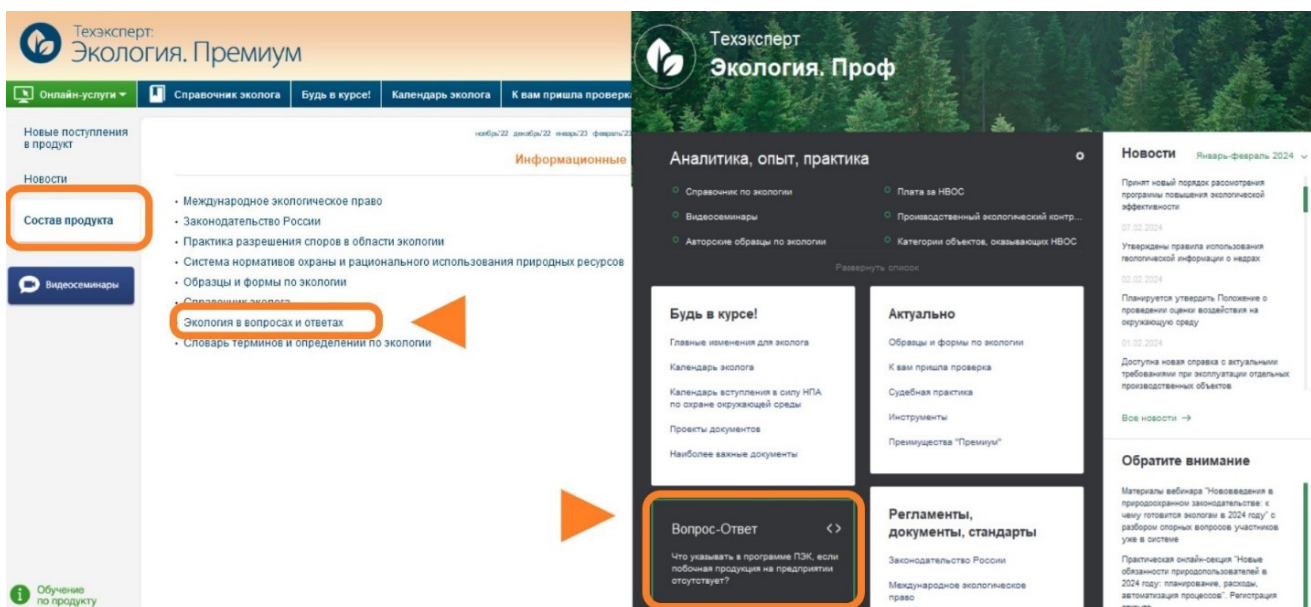 Техэксперт:
Экология. Премиум
Онлайн-услуги
Справочник эколога
Будь в курсе!
Календарь эколога
К вам пришла проверк
Новые поступления
в продукт
Новости
Состав продукта
Видеосеминары
Обучение
по продукту
ноябрь'22 декабрь'22 январь'23 февраль'23
Информационные
• Международное экологическое право
• Законодательство России
• Практика разрешения споров в области экологии
• Система нормативов охраны и рационального использования природных ресурсов
• Образцы и формы по экологии
• Справочник эколога
Экология в вопросах и ответах
• Словарь терминов и определений по экологии
Техэксперт
Экология. Проф
Аналитика, опыт, практика
Справочник по экологии
Видеосеминары
Авторские образцы по экологии
Плата за НВОС
Производственный экологический контр...
Категории объектов, оказывающих НВОС
Развернуть список
Будь в курсе!
Главные изменения для эколога
Календарь эколога
Календарь вступления в силу НПА
по охране окружающей среды
Проекты документов
Наиболее важные документы
Актуально
Образцы и формы по экологии
К вам пришла проверка
Судебная практика
Инструменты
Преимущества "Премиум"
Вопрос-Ответ
Что указывать в программе ПЭК, если
побочная продукция на предприятии
отсутствует?
Регламенты,
документы, стандарты
Законодательство России
Международное экологическое
право
Новости
Январь-февраль 2024
Принят новый порядок рассмотрения
программы повышения экологической
эффективности
07.02.2024
Утверждены правила использования
геологической информации о недрах
02.02.2024
Планируется утвердить Положение о
проведении оценки воздействия на
окружающую среду
01.02.2024
Доступна новая справка с актуальными
требованиями при эксплуатации отдельных
производственных объектов
Все новости →
Обратите внимание
Материалы вебинара "Нововведения в
природоохранном законодательстве: к
чему готовится экологам в 2024 году" с
разбором спорных вопросов участников
уже в системе
Практическая онлайн-секция "Новые
обязанности природопользователей в
2024 году: планирование, расходы,
автоматизация процессов". Регистрация